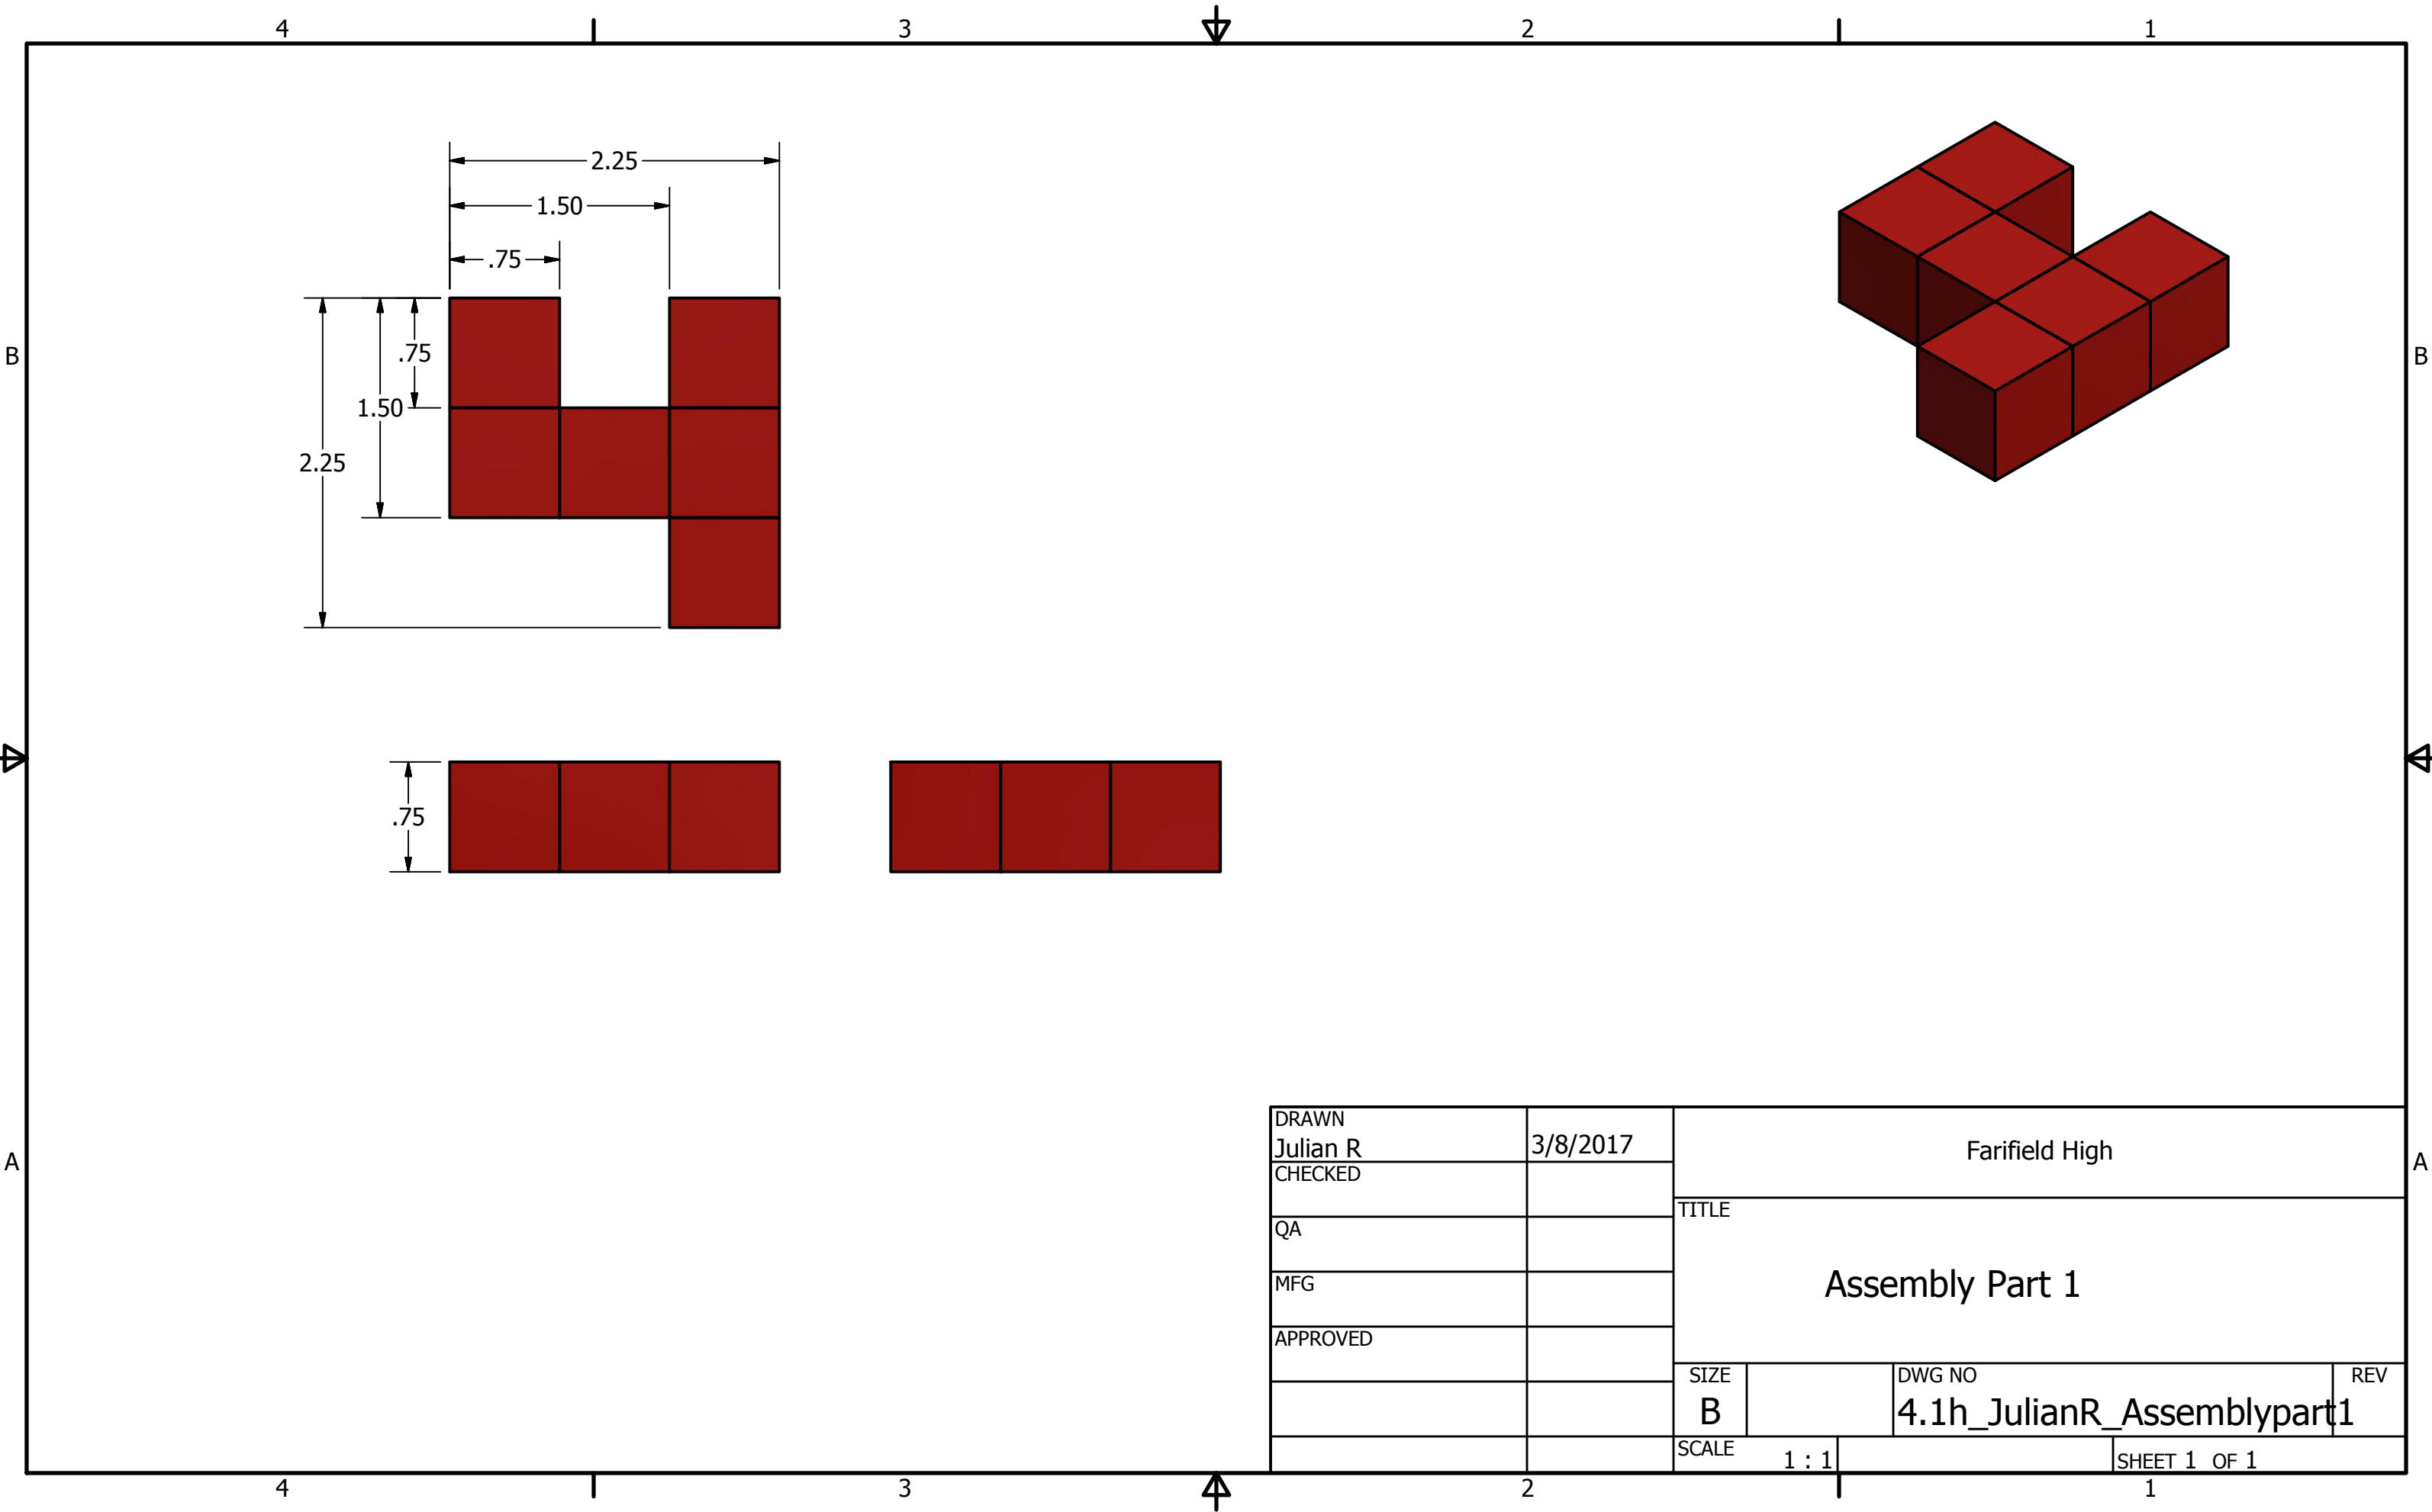 4 3 2 1
2.25
1.50
.75
.75
B B
1.50
2.25
.75
DRAWN
Julian R 3/8/2017
Farifield High
A A
CHECKED
TITLE
QA
Assembly Part 1
MFG
APPROVED
SIZE DWG NO REV
B 4.1h_JulianR_Assemblypart1
SCALE 1 : 1 SHEET 1 OF 1
4 3 2 1